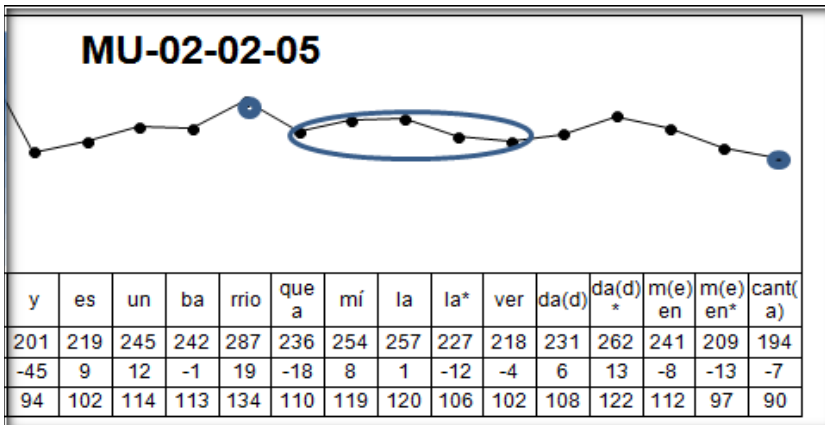 MU-02-02-05
y es un ba rrio que a mí la la* ver da(d) da(d)* m(e) en m(e) en* cant(a)
201 219 245 242 287 236 254 257 227 218 231 262 241 209 194
-45 9 12 -1 19 -18 8 1 -12 -4 6 13 -8 -13 -7
94 102 114 113 134 110 119 120 106 102 108 122 112 97 90